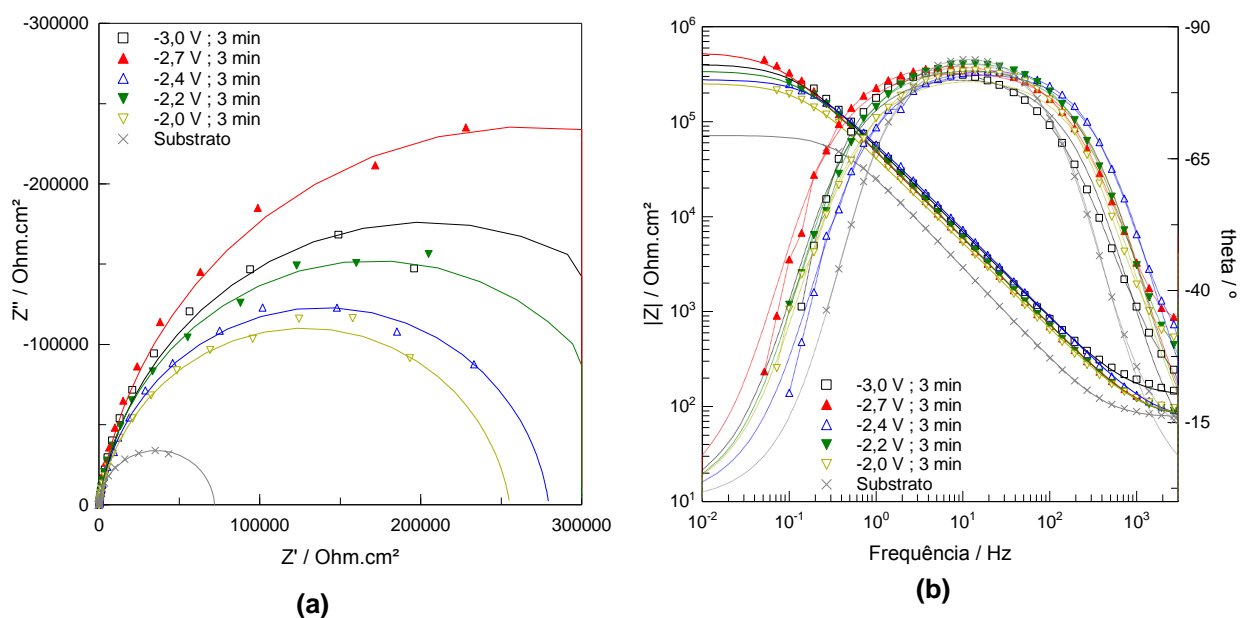 -300000
-200000
-100000
0
Z'' / Ohm.cm²
-3,0 V ; 3 min
-2,7 V ; 3 min
-2,4 V ; 3 min
-2,2 V ; 3 min
-2,0 V ; 3 min
Substrato
0
100000
200000
300000
Z' / Ohm.cm²
(a)
10⁶
10⁵
10⁴
10³
10²
10¹
|Z| / Ohm.cm²
-90
-65
-40
-15
theta / º
-3,0 V ; 3 min
-2,7 V ; 3 min
-2,4 V ; 3 min
-2,2 V ; 3 min
-2,0 V ; 3 min
Substrato
10⁻²
10⁻¹
10⁰
10¹
10²
10³
Frequência / Hz
(b)